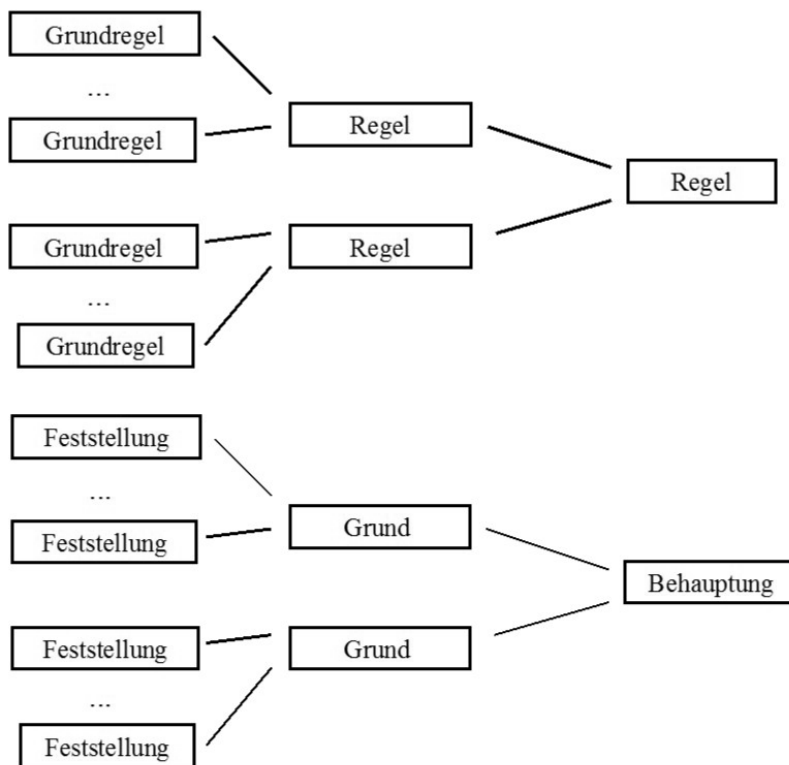 Grundregel
...
Grundregel
Regel
Regel
Grundregel
Regel
...
Grundregel
Feststellung
...
Feststellung
Grund
Behauptung
Feststellung
Grund
...
Feststellung